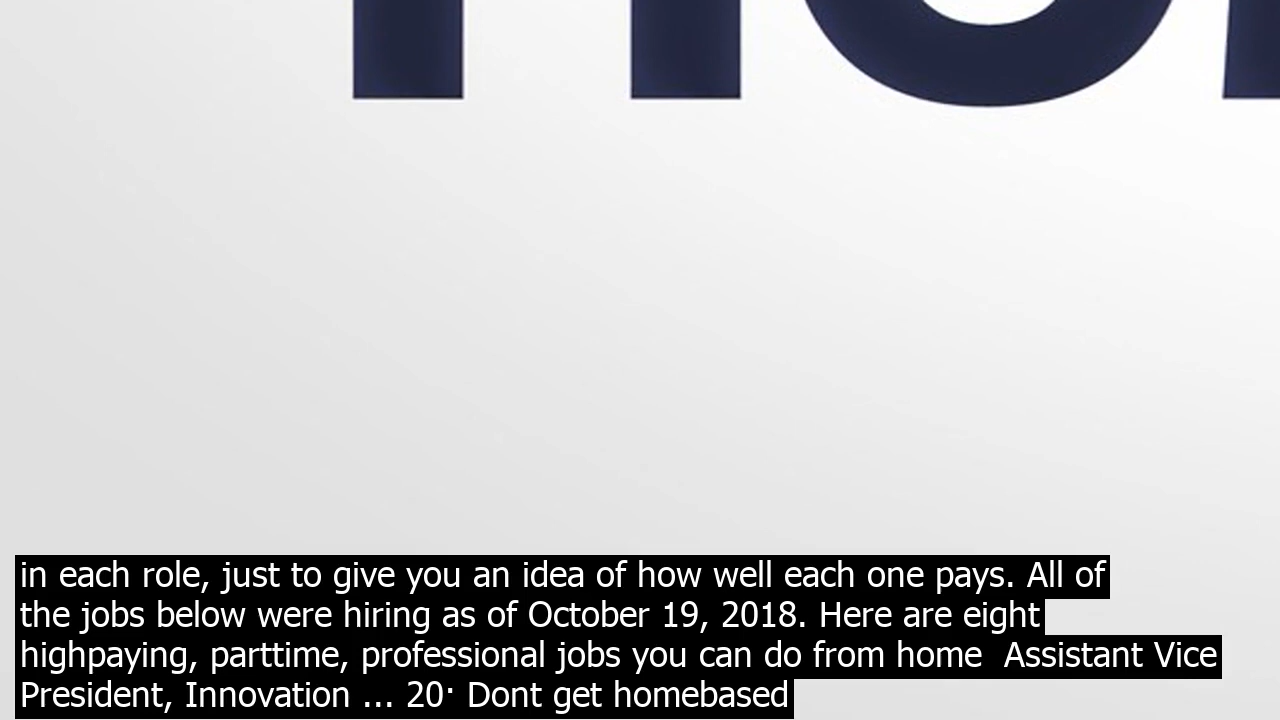 in each role, just to give you an idea of how well each one pays. All of
the jobs below were hiring as of October 19, 2018. Here are eight
highpaying, parttime, professional jobs you can do from home  Assistant Vice
President, Innovation ... 20· Dont get homebased